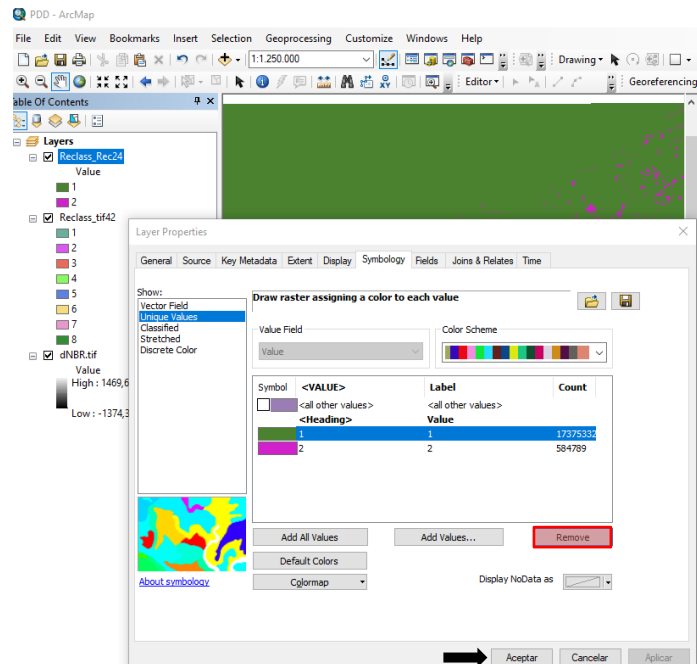 PDD - ArcMap
File Edit View Bookmarks Insert Selection Geoprocessing Customize Windows Help
1:1.250.000
Drawing
Editor
Georeferencing
able Of Contents
Layers
Reclass_Rec24
Value
1
2
Reclass_tif42
1
2
3
4
5
6
7
8
dNBR.tif
Value
High : 1469,6
Low : -1374,3
Layer Properties
General Source Key Metadata Extent Display Symbology Fields Joins & Relates Time
Show:
Vector Field
Unique Values
Classified
Stretched
Discrete Color
Draw raster assigning a color to each value
Value Field
Color Scheme
Value
Symbol <VALUE> Label Count
<all other values> <all other values>
<Heading> Value
1 1 17375332
2 2 584789
Add All Values Add Values... Remove
Default Colors
Colormap
Display NoData as
About symbology
Aceptar Cancelar Aplicar